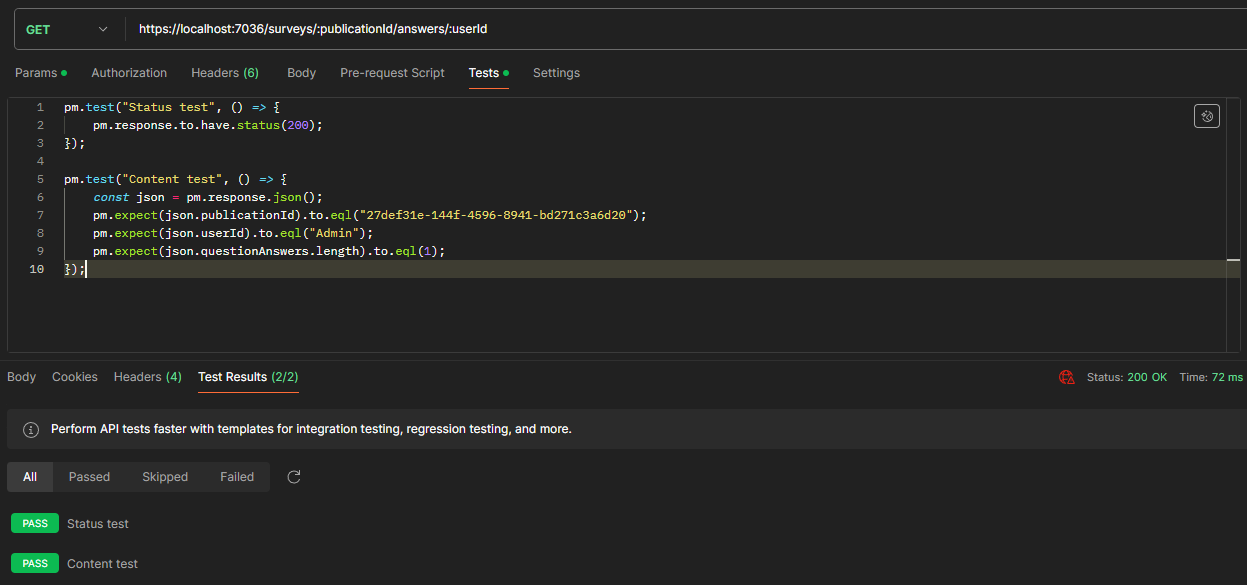 GET https://localhost:7036/surveys/:publicationId/answers/:userId
Params Authorization Headers (6) Body Pre-request Script Tests Settings
1 pm.test("Status test", () => {
2 pm.response.to.have.status(200);
3 });
4
5 pm.test("Content test", () => {
6 const json = pm.response.json();
7 pm.expect(json.publicationId).to.eql("27def31e-144f-4596-8941-bd271c3a6d20");
8 pm.expect(json.userId).to.eql("Admin");
9 pm.expect(json.questionAnswers.length).to.eql(1);
10 });
Body Cookies Headers (4) Test Results (2/2) Status: 200 OK Time: 72 ms
Perform API tests faster with templates for integration testing, regression testing, and more.
All Passed Skipped Failed
PASS Status test
PASS Content test